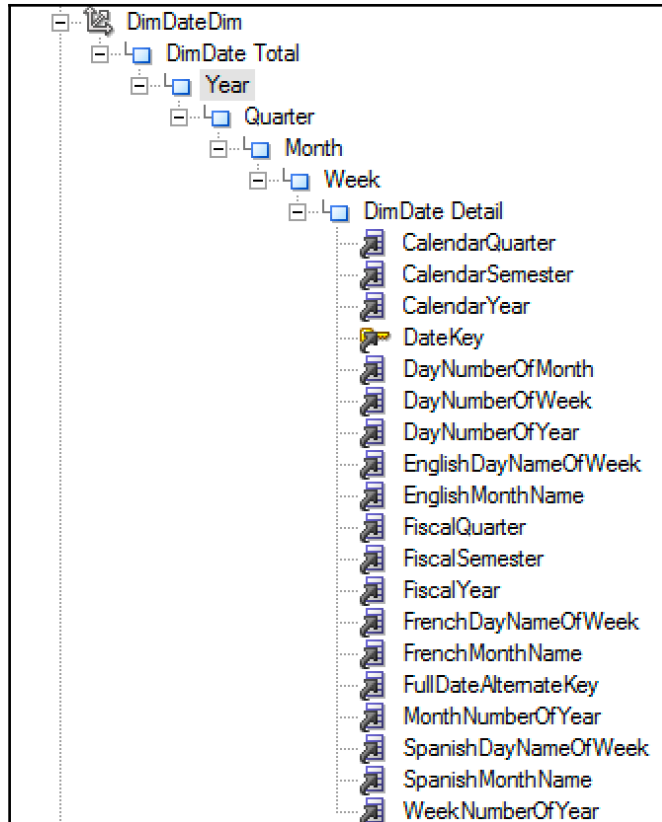 DimDateDim
DimDate Total
Year
Quarter
Month
Week
DimDate Detail
CalendarQuarter
CalendarSemester
CalendarYear
DateKey
DayNumberOfMonth
DayNumberOfWeek
DayNumberOfYear
EnglishDayNameOfWeek
EnglishMonthName
FiscalQuarter
FiscalSemester
FiscalYear
FrenchDayNameOfWeek
FrenchMonthName
FullDateAlternateKey
MonthNumberOfYear
SpanishDayNameOfWeek
SpanishMonthName
WeekNumberOfYear